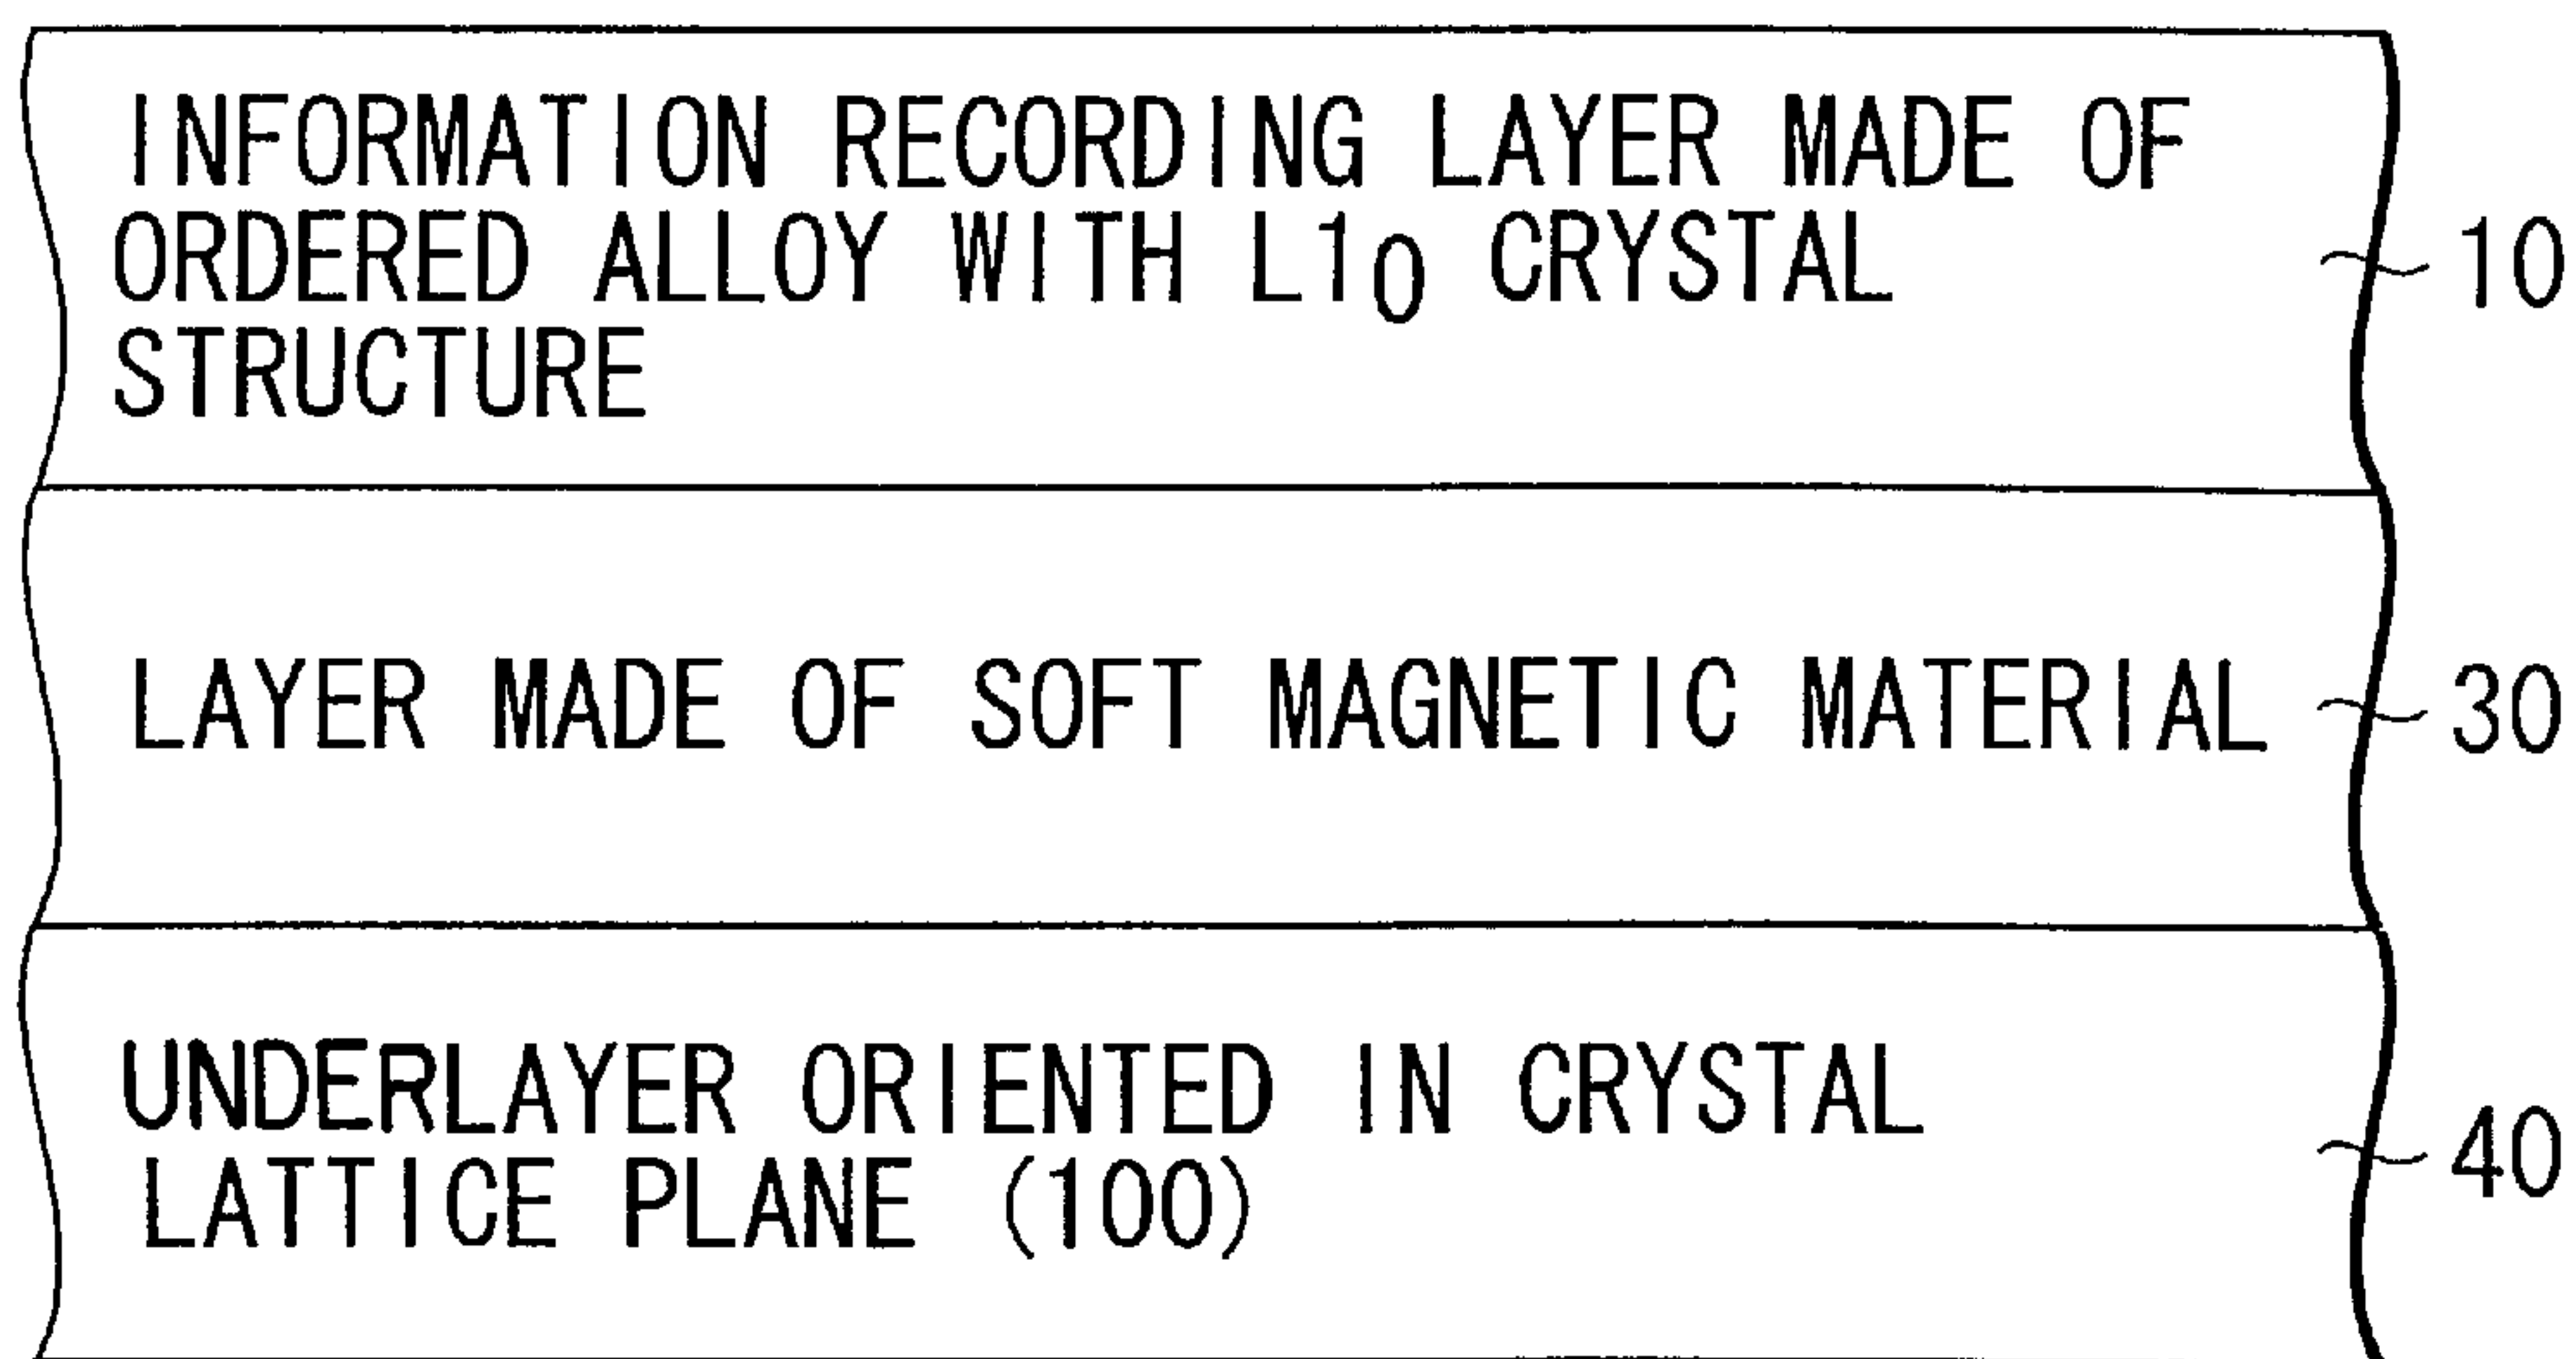 INFORMATION RECORDING LAYER MADE OF
ORDERED ALLOY WITH L1₀ CRYSTAL
STRUCTURE
10
LAYER MADE OF SOFT MAGNETIC MATERIAL
30
UNDERLAYER ORIENTED IN CRYSTAL
LATTICE PLANE (100)
40